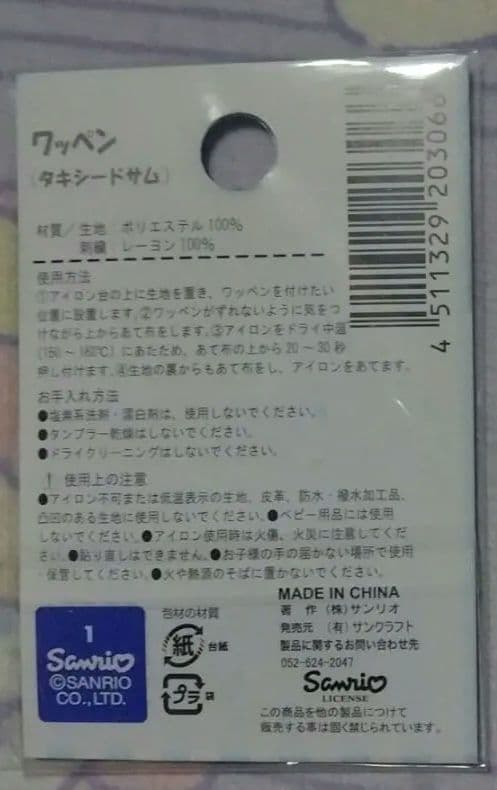 ワッペン
(タキシードサム)
材質/生地:ポリエステル100%
刺繍:レーヨン100%
使用方法
①アイロン台の上に生地を置き、ワッペンを付けたい
位置に設置します。②ワッペンがずれないように気をつ
けながら上からあて布をします。③アイロンをドライ中温
(150~160℃)にあたため、あて布の上から20~30秒
押し付けます。④生地の裏からもあて布をし、アイロンをあてます。
お手入れ方法
●塩素系洗剤・漂白剤は、使用しないでください。
●タンブラー乾燥はしないでください。
●ドライクリーニングはしないでください。
! 使用上の注意
●アイロン不可または低温表示の生地、皮革、防水・撥水加工品、
凸凹のある生地に使用しないでください。●ベビー用品には使用
しないでください。●アイロン使用時は火傷、火災に注意してくだ
さい。●貼り直しはできません。●お子様の手の届かない場所で使用
・保管してください。●火や熱源のそばに置かないでください。
4 511329 203066
1
Sanrio
©SANRIO
CO.,LTD.
包材の材質
紙 台紙
プラ 袋
MADE IN CHINA
著 作 (株)サンリオ
発売元 (有)サンクラフト
製品に関するお問い合わせ先
052-624-2047
Sanrio
LICENSE
この商品を他の製品につけて
販売する事は固く禁じられています。